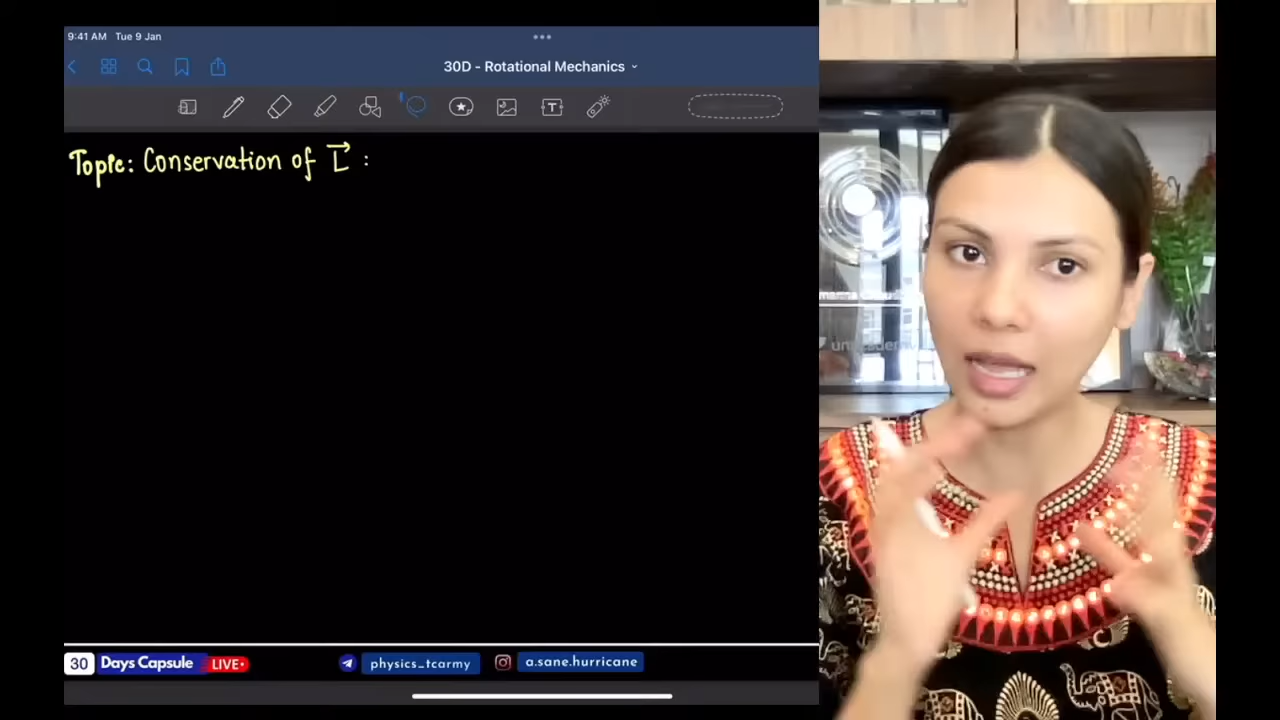 9:41 AM Tue 9 Jan
30D - Rotational Mechanics
T
Topic: Conservation of L⃗ :
30 Days Capsule LIVE
physics_tcarmy
a.sane.hurricane